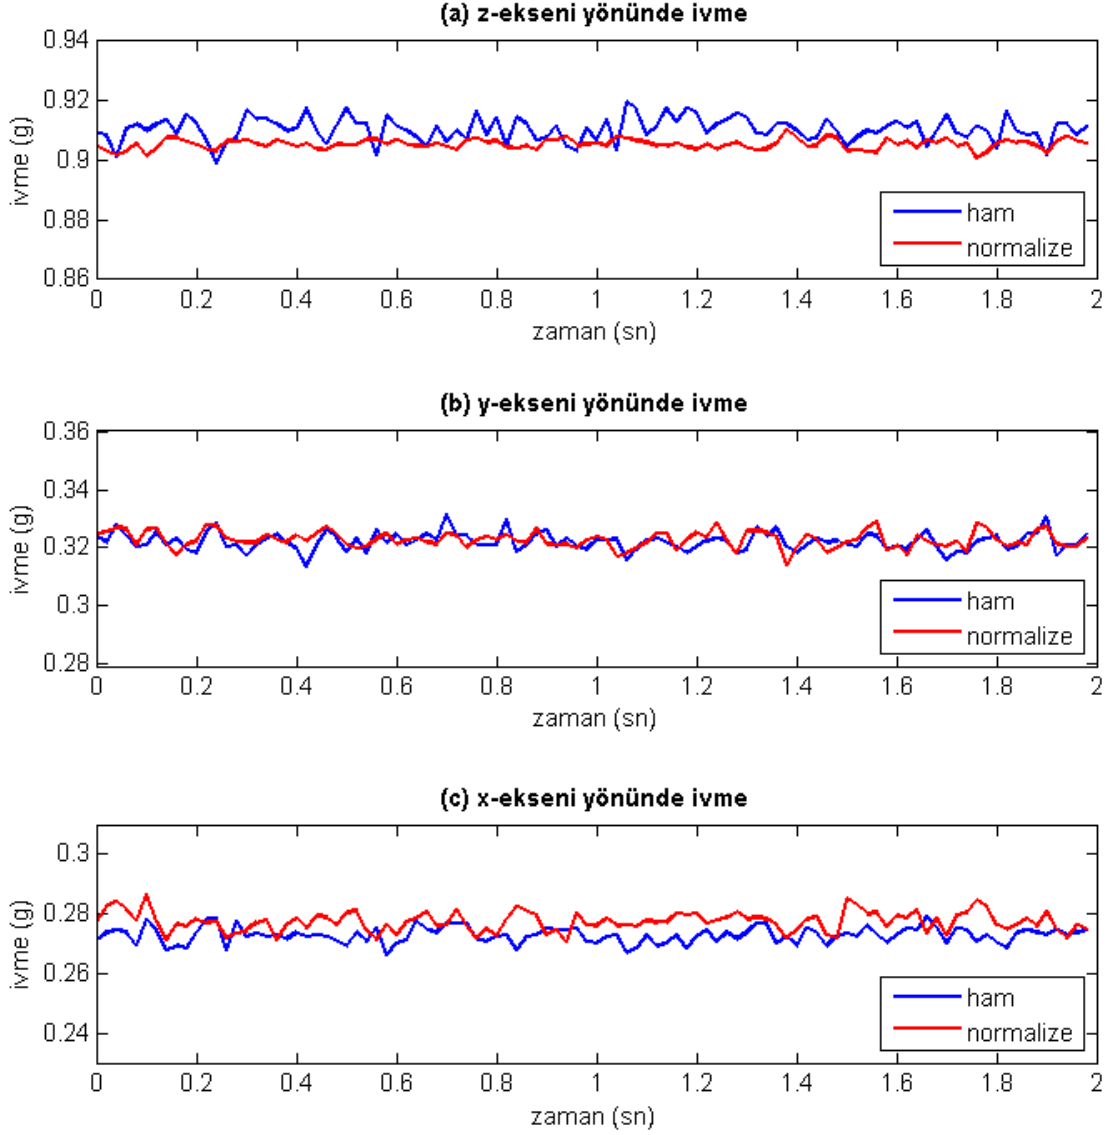 (a) z-ekseni yönünde ivme
0.94
0.92
0.9
0.88
0.86
ivme (g)
ham
normalize
0 0.2 0.4 0.6 0.8 1 1.2 1.4 1.6 1.8 2
zaman (sn)
(b) y-ekseni yönünde ivme
0.36
0.34
0.32
0.3
0.28
ivme (g)
ham
normalize
0 0.2 0.4 0.6 0.8 1 1.2 1.4 1.6 1.8 2
zaman (sn)
(c) x-ekseni yönünde ivme
0.3
0.28
0.26
0.24
ivme (g)
ham
normalize
0 0.2 0.4 0.6 0.8 1 1.2 1.4 1.6 1.8 2
zaman (sn)